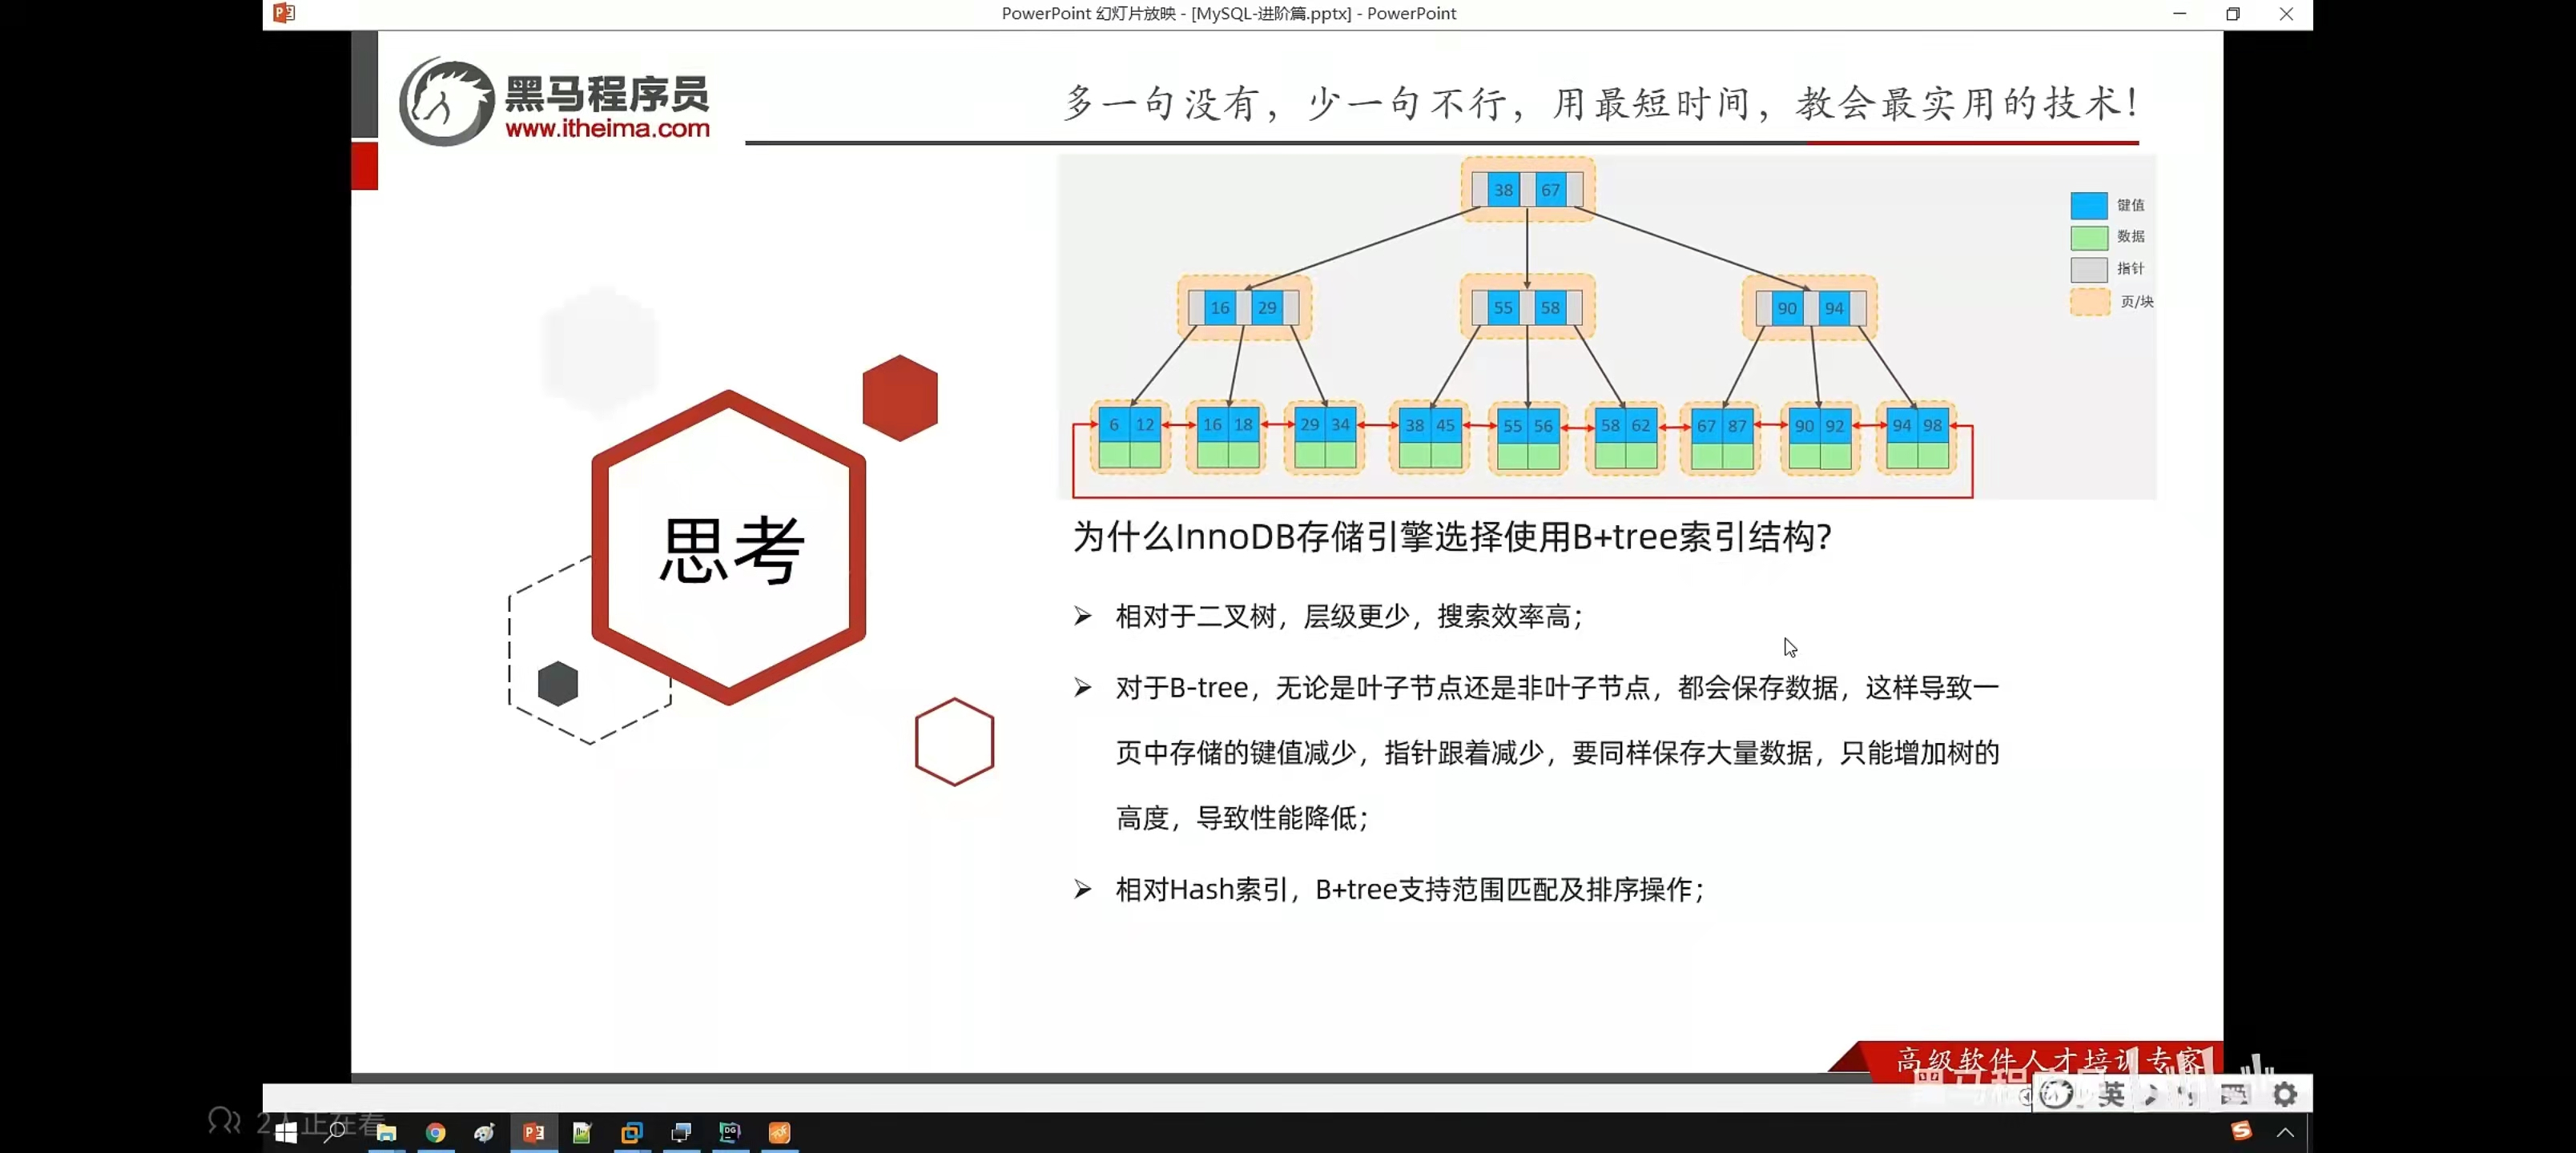 PowerPoint 幻灯片放映 - [MySQL-进阶篇.pptx] - PowerPoint
黑马程序员
www.itheima.com
多一句没有，少一句不行，用最短时间，教会最实用的技术！
38 67
键值
数据
指针
页/块
16 29 55 58 90 94
6 12 16 18 29 34 38 45 55 56 58 62 67 87 90 92 94 98
思考
为什么InnoDB存储引擎选择使用B+tree索引结构?
相对于二叉树，层级更少，搜索效率高；
对于B-tree，无论是叶子节点还是非叶子节点，都会保存数据，这样导致一
页中存储的键值减少，指针跟着减少，要同样保存大量数据，只能增加树的
高度，导致性能降低；
相对Hash索引，B+tree支持范围匹配及排序操作；
高级软件人才培训专家
英
2人正在看